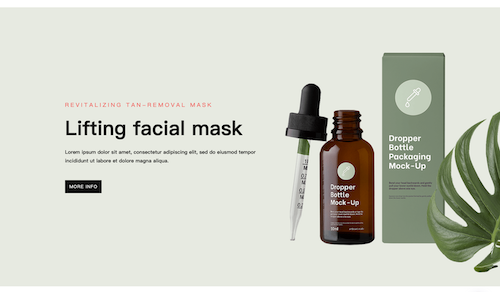 REVITALIZING TAN-REMOVAL MASK
Lifting facial mask
Lorem ipsum dolor sit amet, consectetur adipiscing elit, sed do eiusmod tempor
incididunt ut labore et dolore magna aliqua.
MORE INFO
Dropper
Bottle
Mock-Up
Dropper
Bottle
Packaging
Mock-Up